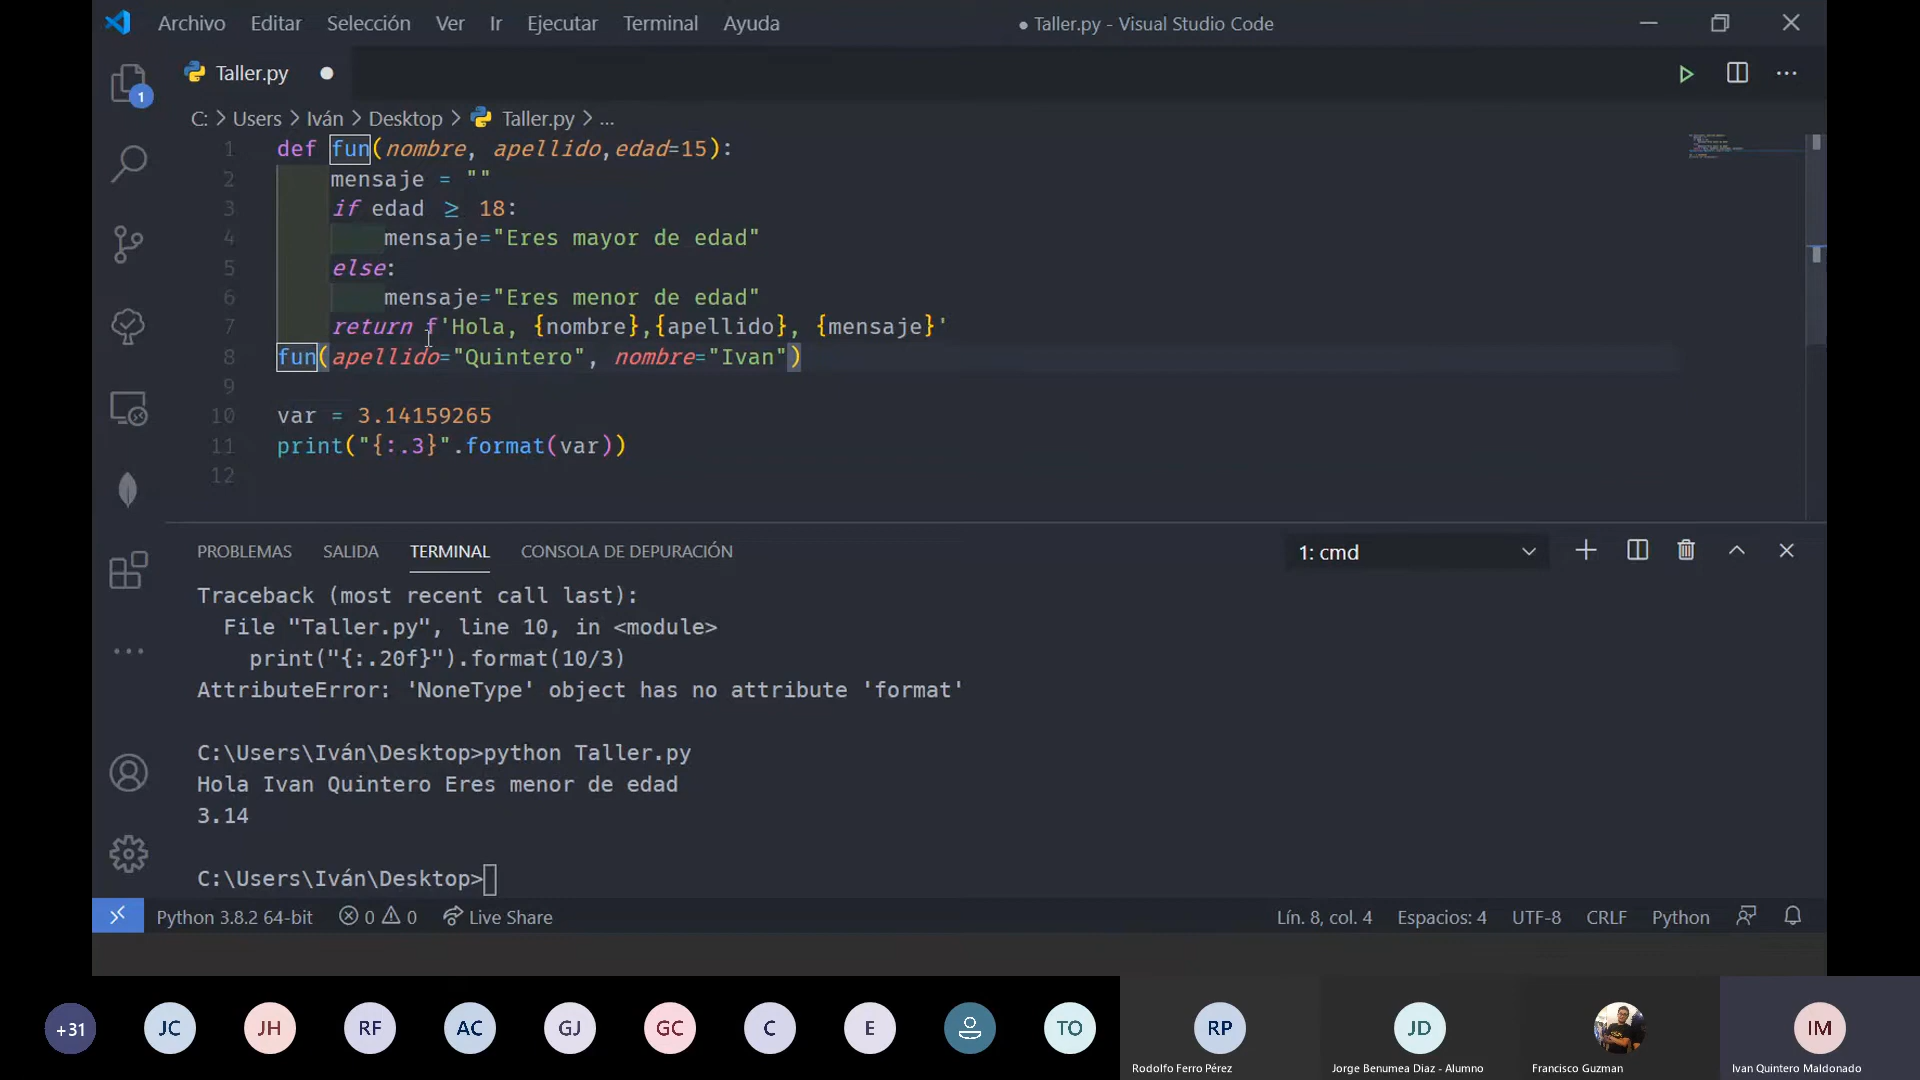 Archivo Editar Selección Ver Ir Ejecutar Terminal Ayuda ● Taller.py - Visual Studio Code
Taller.py
1
C: > Users > Iván > Desktop > Taller.py > ...
1 def fun(nombre, apellido,edad=15):
2 mensaje = ""
3 if edad ≥ 18:
4 mensaje="Eres mayor de edad"
5 else:
6 mensaje="Eres menor de edad"
7 return f'Hola, {nombre},{apellido}, {mensaje}'
8 fun(apellido="Quintero", nombre="Ivan")
9
10 var = 3.14159265
11 print("{:.3}".format(var))
12
PROBLEMAS SALIDA TERMINAL CONSOLA DE DEPURACIÓN 1: cmd
Traceback (most recent call last):
File "Taller.py", line 10, in <module>
print("{:.20f}").format(10/3)
AttributeError: 'NoneType' object has no attribute 'format'
C:\Users\Iván\Desktop>python Taller.py
Hola Ivan Quintero Eres menor de edad
3.14
C:\Users\Iván\Desktop>
Python 3.8.2 64-bit 0 0 Live Share Lín. 8, col. 4 Espacios: 4 UTF-8 CRLF Python
+31 JC JH RF AC GJ GC C E TO RP JD IM
Rodolfo Ferro Pérez Jorge Benumea Diaz - Alumno Francisco Guzman Ivan Quintero Maldonado